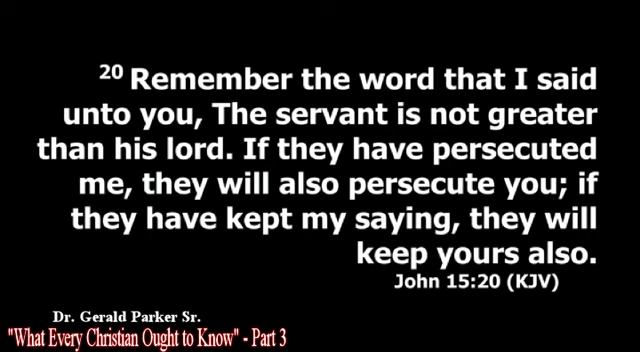 20 Remember the word that I said
unto you, The servant is not greater
than his lord. If they have persecuted
me, they will also persecute you; if
they have kept my saying, they will
keep yours also.
John 15:20 (KJV)
Dr. Gerald Parker Sr.
"What Every Christian Ought to Know" - Part 3